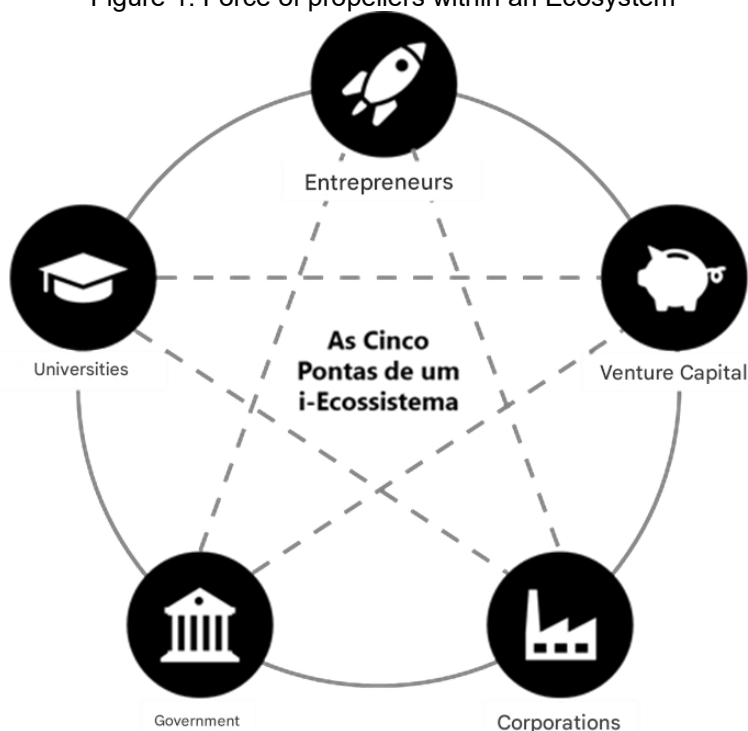 Figure 1. Force of propellers within an Ecosystem
Entrepreneurs
Universities
Venture Capital
As Cinco
Pontas de um
i-Ecossistema
Government
Corporations